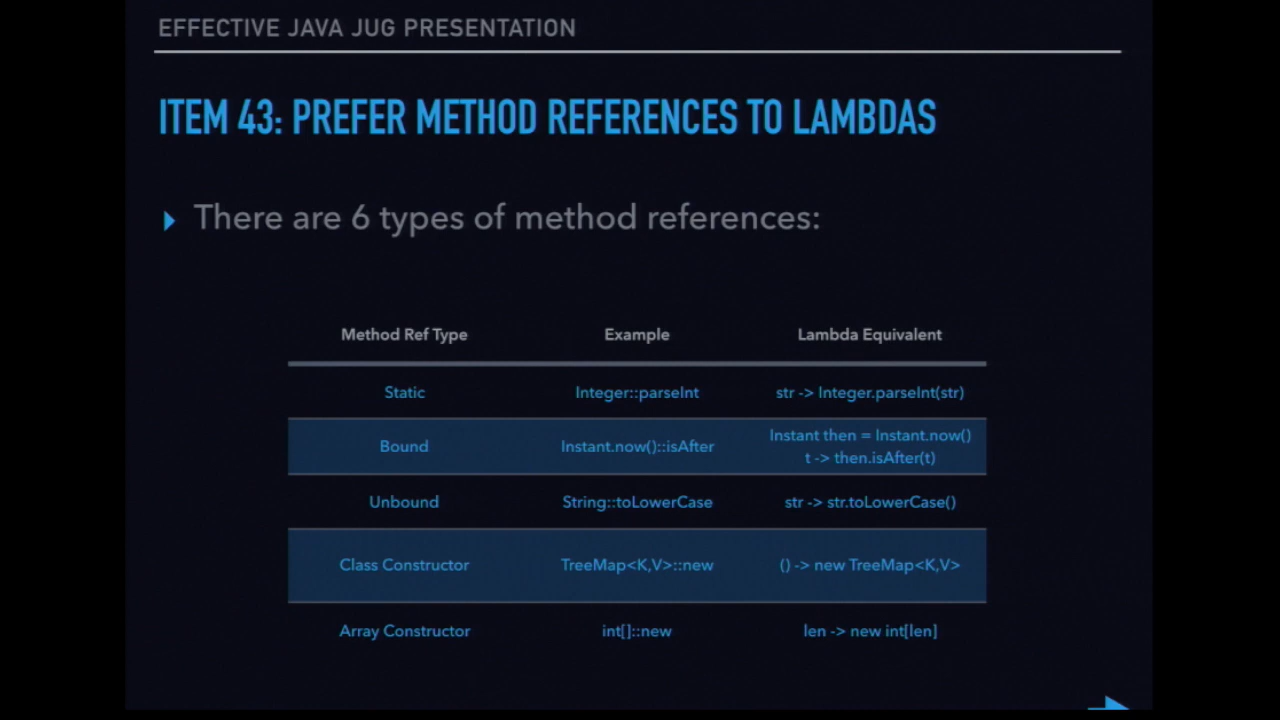 EFFECTIVE JAVA JUG PRESENTATION
ITEM 43: PREFER METHOD REFERENCES TO LAMBDAS
There are 6 types of method references:
Method Ref Type Example Lambda Equivalent
Static Integer::parseInt str -> Integer.parseInt(str)
Bound Instant.now()::isAfter Instant then = Instant.now()
t -> then.isAfter(t)
Unbound String::toLowerCase str -> str.toLowerCase()
Class Constructor TreeMap<K,V>::new () -> new TreeMap<K,V>
Array Constructor int[]::new len -> new int[len]